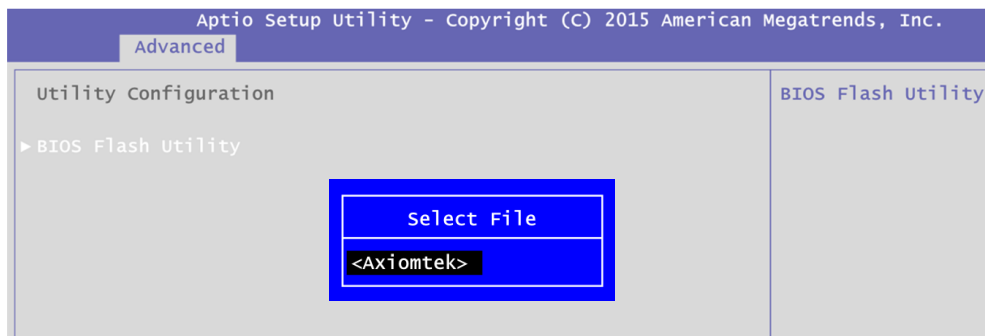 Aptio Setup Utility - Copyright (C) 2015 American Megatrends, Inc.
Advanced
Utility Configuration
BIOS Flash Utility
► BIOS Flash Utility
Select File
<Axiomtek>